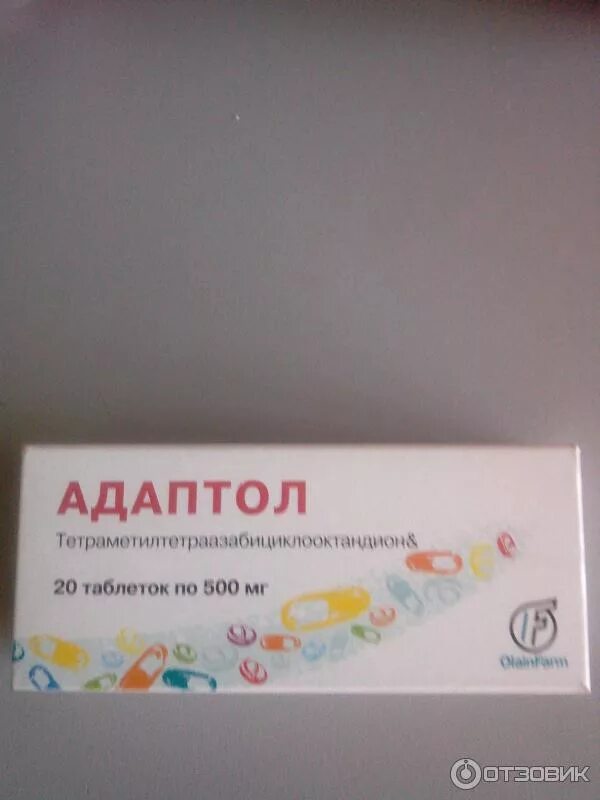 АДАПТОЛ
Тетраметилтетраазабициклооктандион&
20 таблеток по 500 мг
OlainFarm
ОТЗОВИК